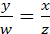 y/w = x/z